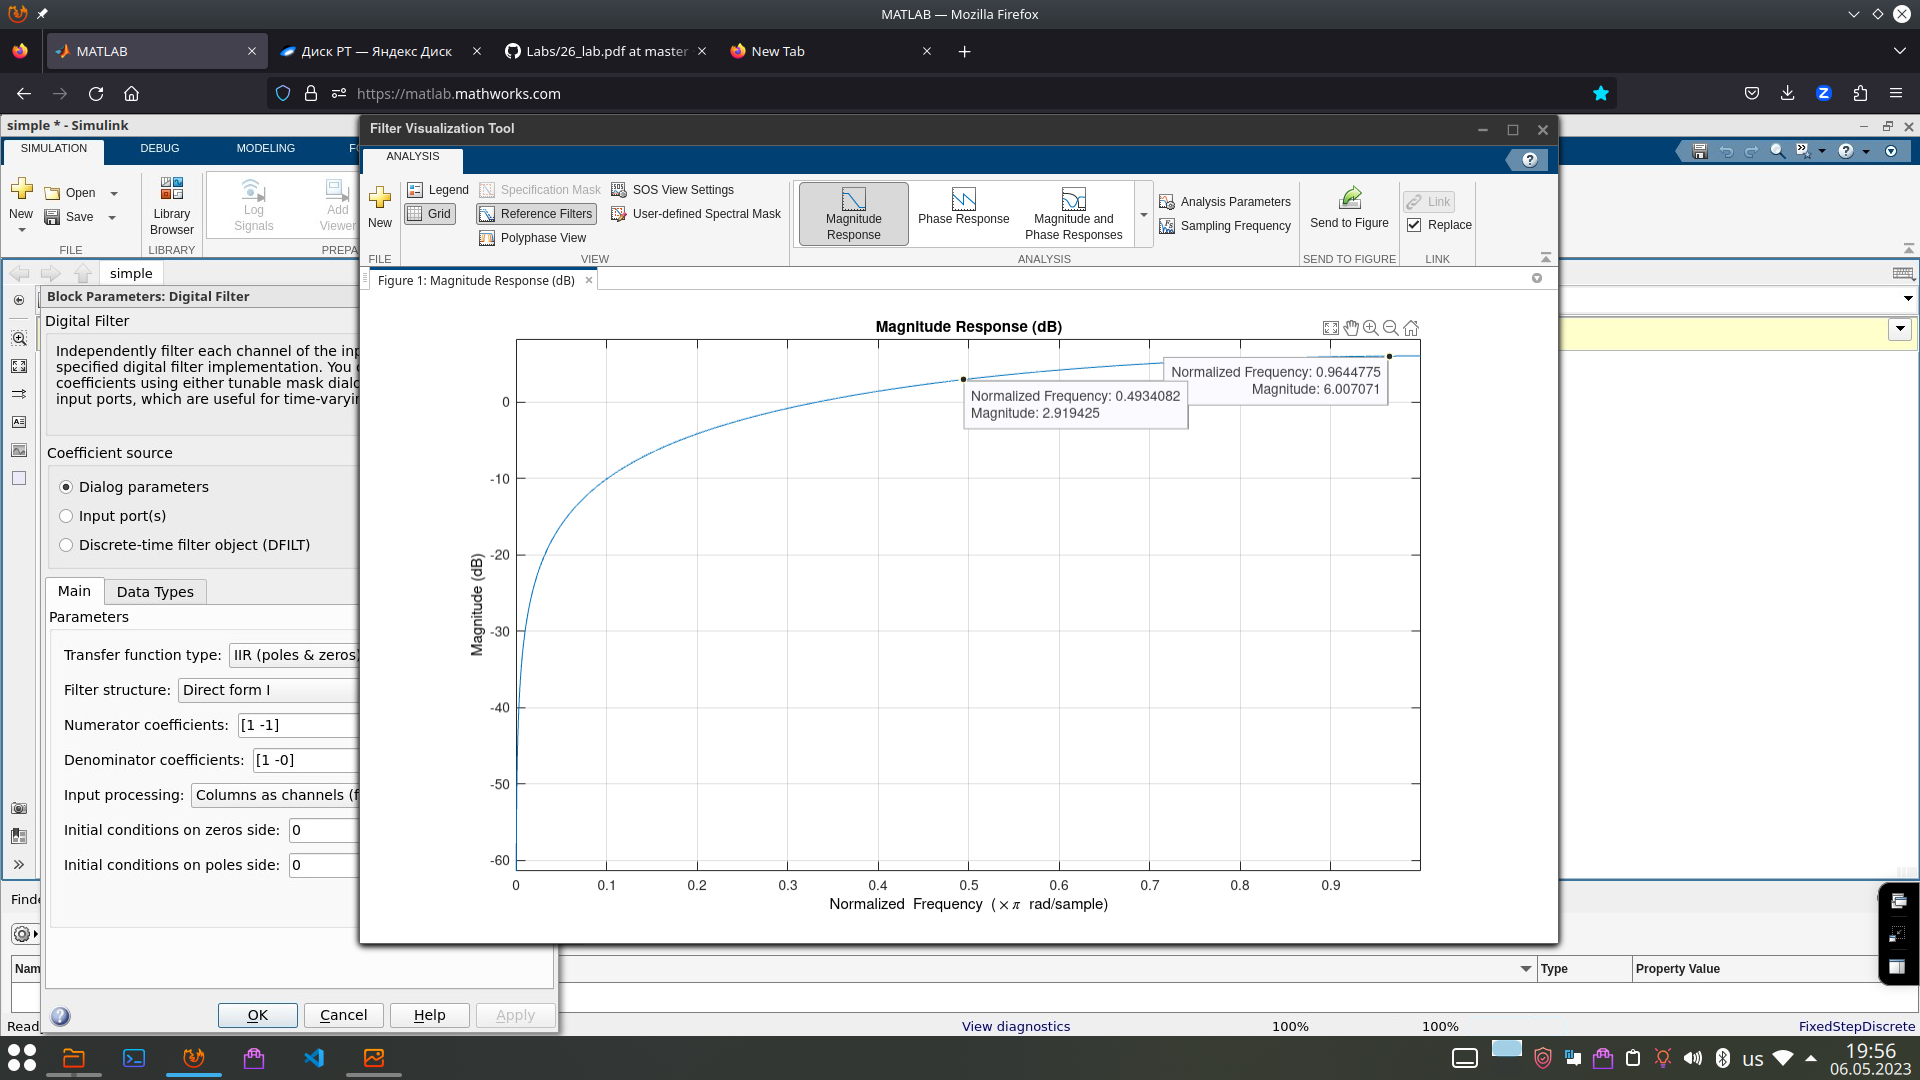 MATLAB — Mozilla Firefox
MATLAB
Диск РТ — Яндекс Диск
Labs/26_lab.pdf at master
New Tab
https://matlab.mathworks.com
simple * - Simulink
SIMULATION
DEBUG
MODELING
New
Open
Save
FILE
Library Browser
LIBRARY
Log Signals
Add Viewer
PREPA
simple
Filter Visualization Tool
ANALYSIS
New
FILE
Legend
Grid
Specification Mask
Reference Filters
Polyphase View
SOS View Settings
User-defined Spectral Mask
VIEW
Magnitude Response
Phase Response
Magnitude and Phase Responses
Analysis Parameters
Sampling Frequency
ANALYSIS
Send to Figure
SEND TO FIGURE
Link
Replace
LINK
Figure 1: Magnitude Response (dB)
Magnitude Response (dB)
Normalized Frequency: 0.9644775
Magnitude: 6.007071
Normalized Frequency: 0.4934082
Magnitude: 2.919425
0
-10
-20
-30
-40
-50
-60
Magnitude (dB)
0 0.1 0.2 0.3 0.4 0.5 0.6 0.7 0.8 0.9
Normalized Frequency (×π rad/sample)
Block Parameters: Digital Filter
Digital Filter
Independently filter each channel of the inp
specified digital filter implementation. You c
coefficients using either tunable mask dialo
input ports, which are useful for time-varyin
Coefficient source
Dialog parameters
Input port(s)
Discrete-time filter object (DFILT)
Main
Data Types
Parameters
Transfer function type: IIR (poles & zeros)
Filter structure: Direct form I
Numerator coefficients: [1 -1]
Denominator coefficients: [1 -0]
Input processing: Columns as channels (f
Initial conditions on zeros side: 0
Initial conditions on poles side: 0
OK
Cancel
Help
Apply
Finde
Nam
Type
Property Value
Read
View diagnostics
100%
100%
FixedStepDiscrete
us
19:56
06.05.2023